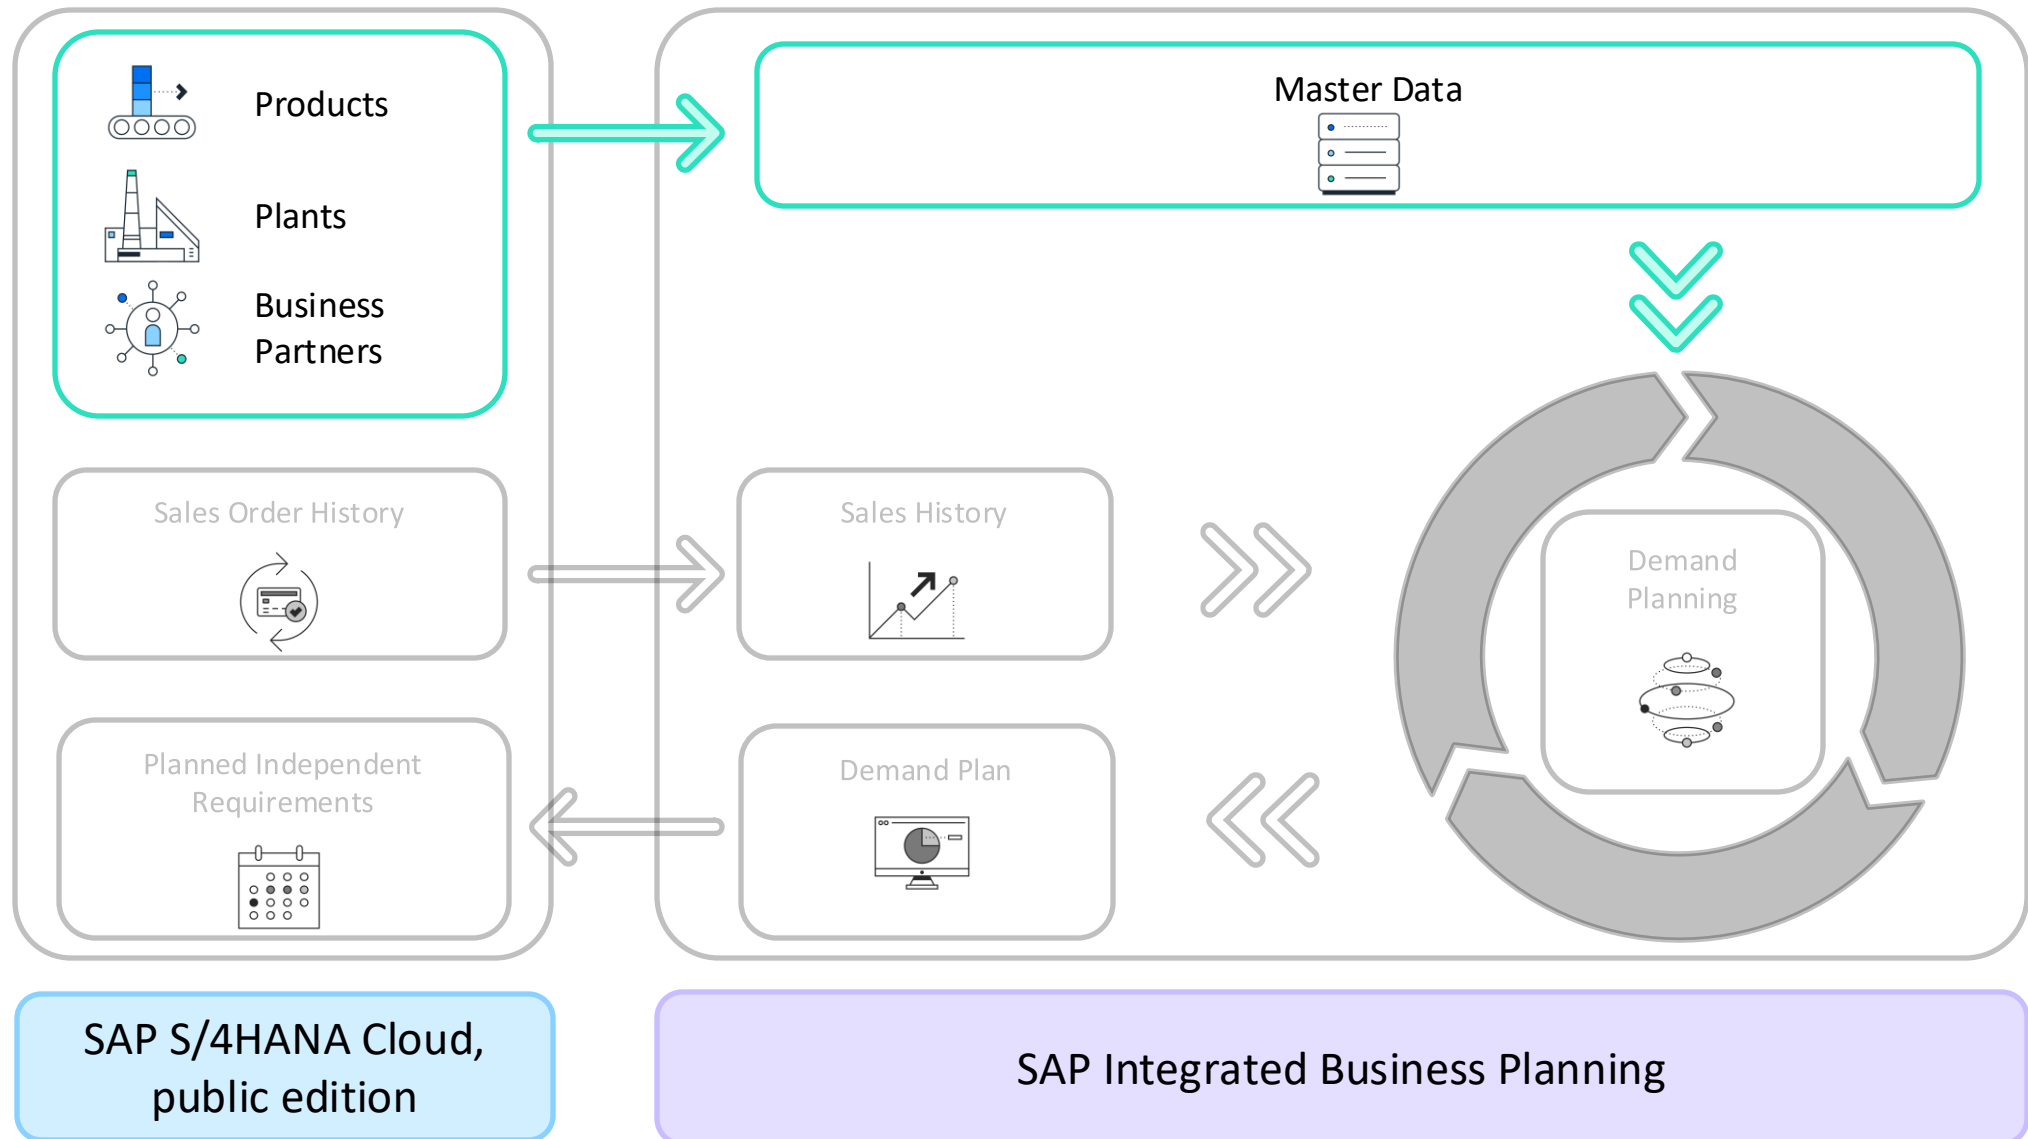 Products
Plants
Business
Partners
Master Data
Sales Order History
Sales History
Demand
Planning
Planned Independent
Requirements
Demand Plan
SAP S/4HANA Cloud,
public edition
SAP Integrated Business Planning